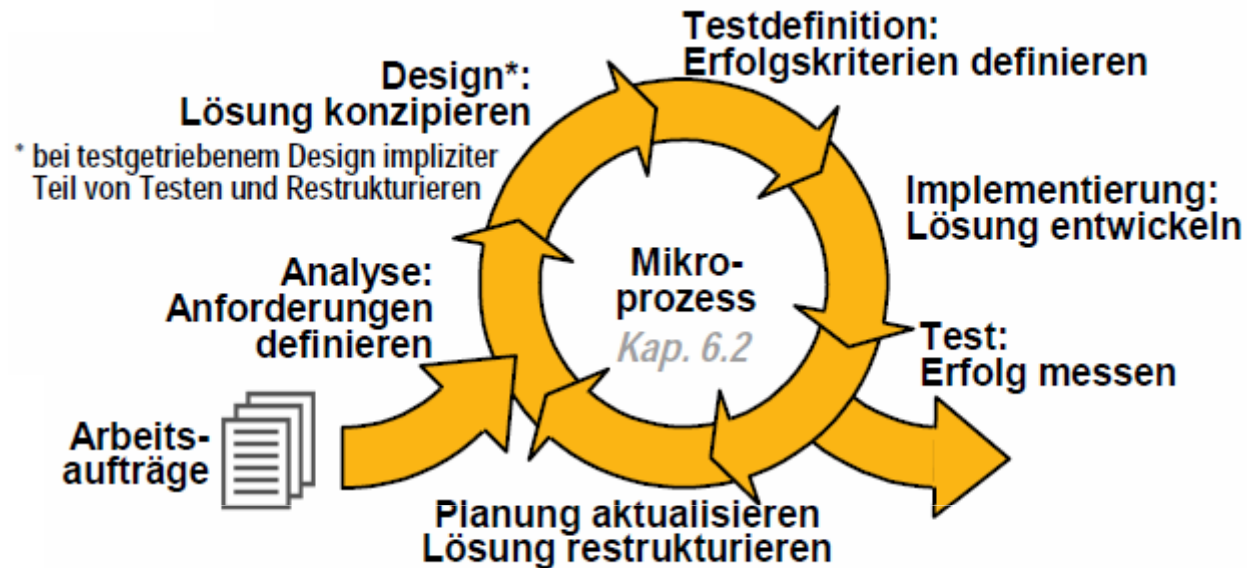 Testdefinition:
Erfolgskriterien definieren
Design*:
Lösung konzipieren
* bei testgetriebenem Design impliziter
Teil von Testen und Restrukturieren
Implementierung:
Lösung entwickeln
Analyse:
Anforderungen
definieren
Mikro-
prozess
Kap. 6.2
Test:
Erfolg messen
Arbeits-
aufträge
Planung aktualisieren
Lösung restrukturieren